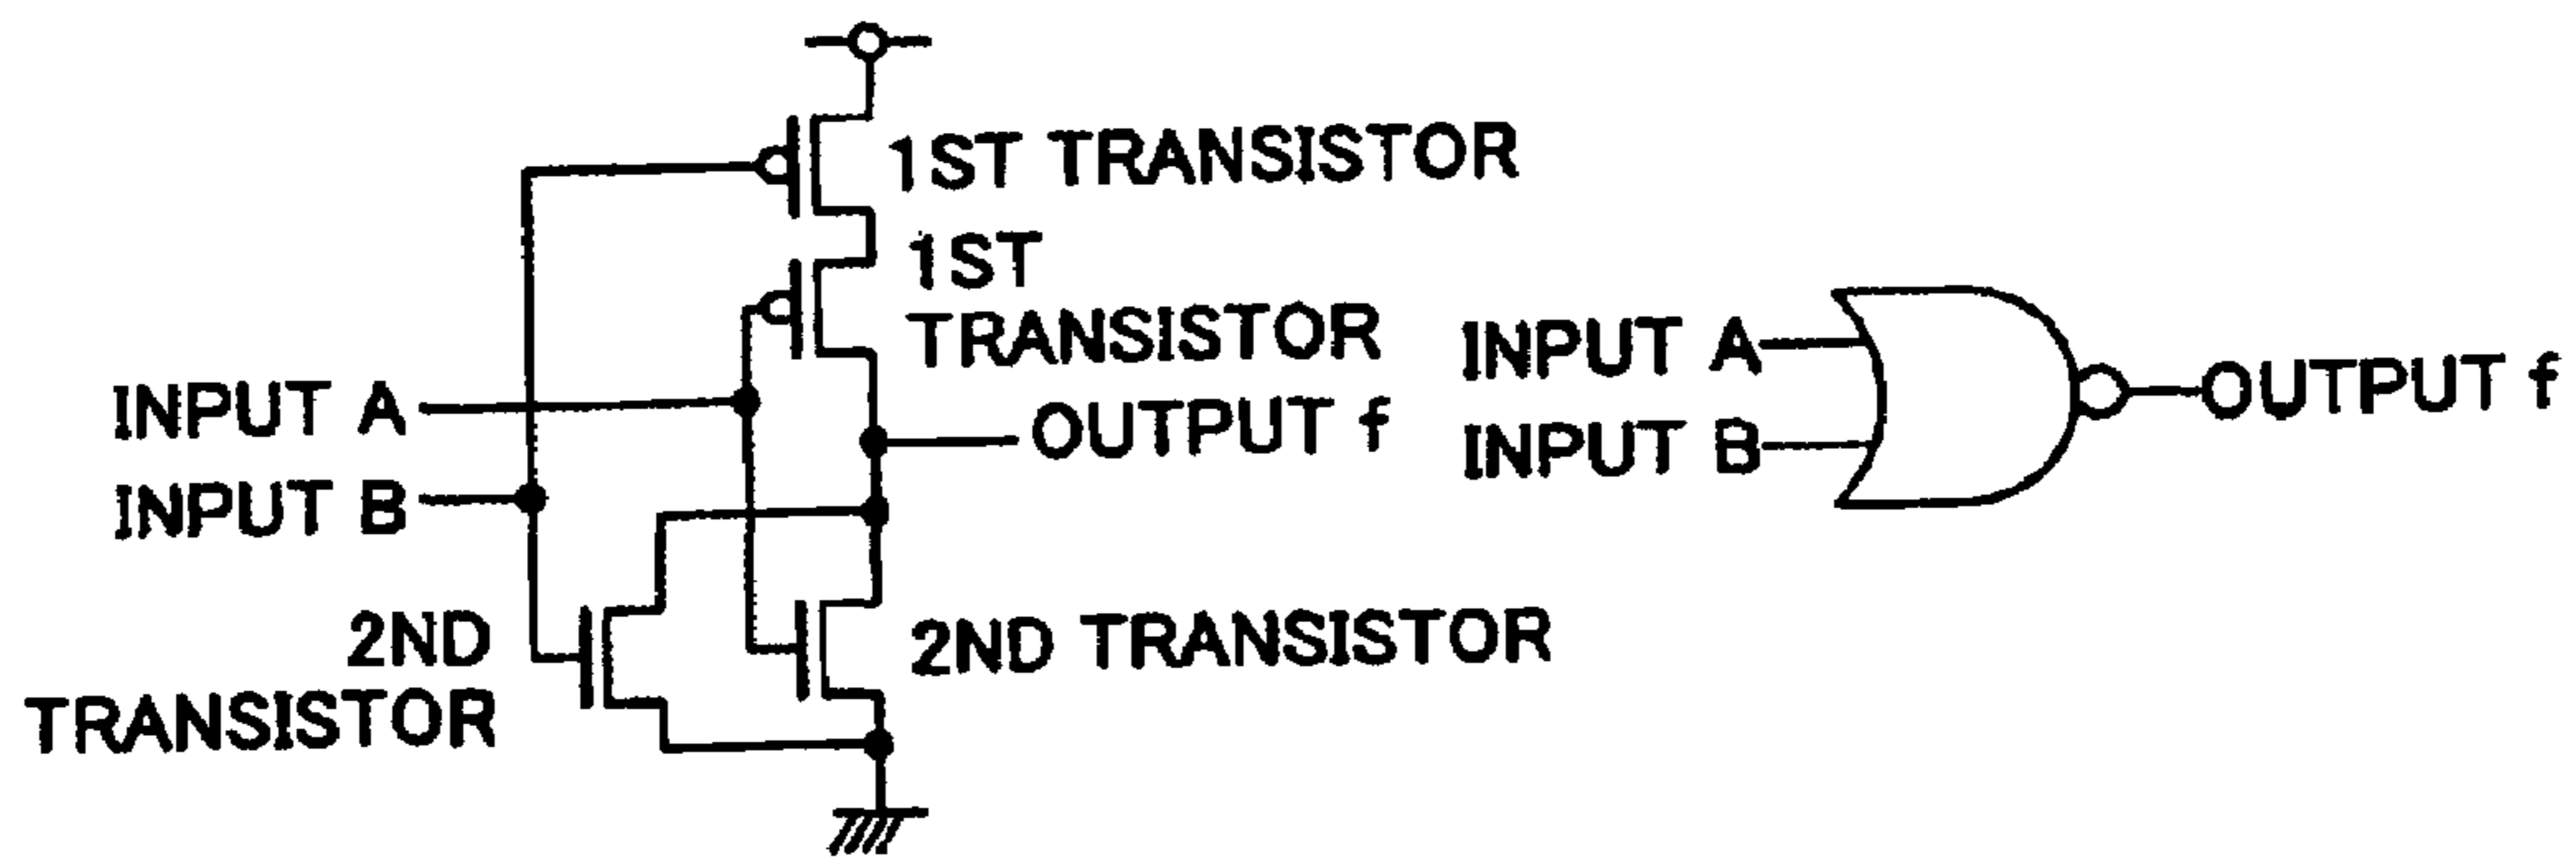 1ST TRANSISTOR
1ST
TRANSISTOR
INPUT A
OUTPUT f
INPUT B
2ND
TRANSISTOR
2ND TRANSISTOR
INPUT A
INPUT B
OUTPUT f